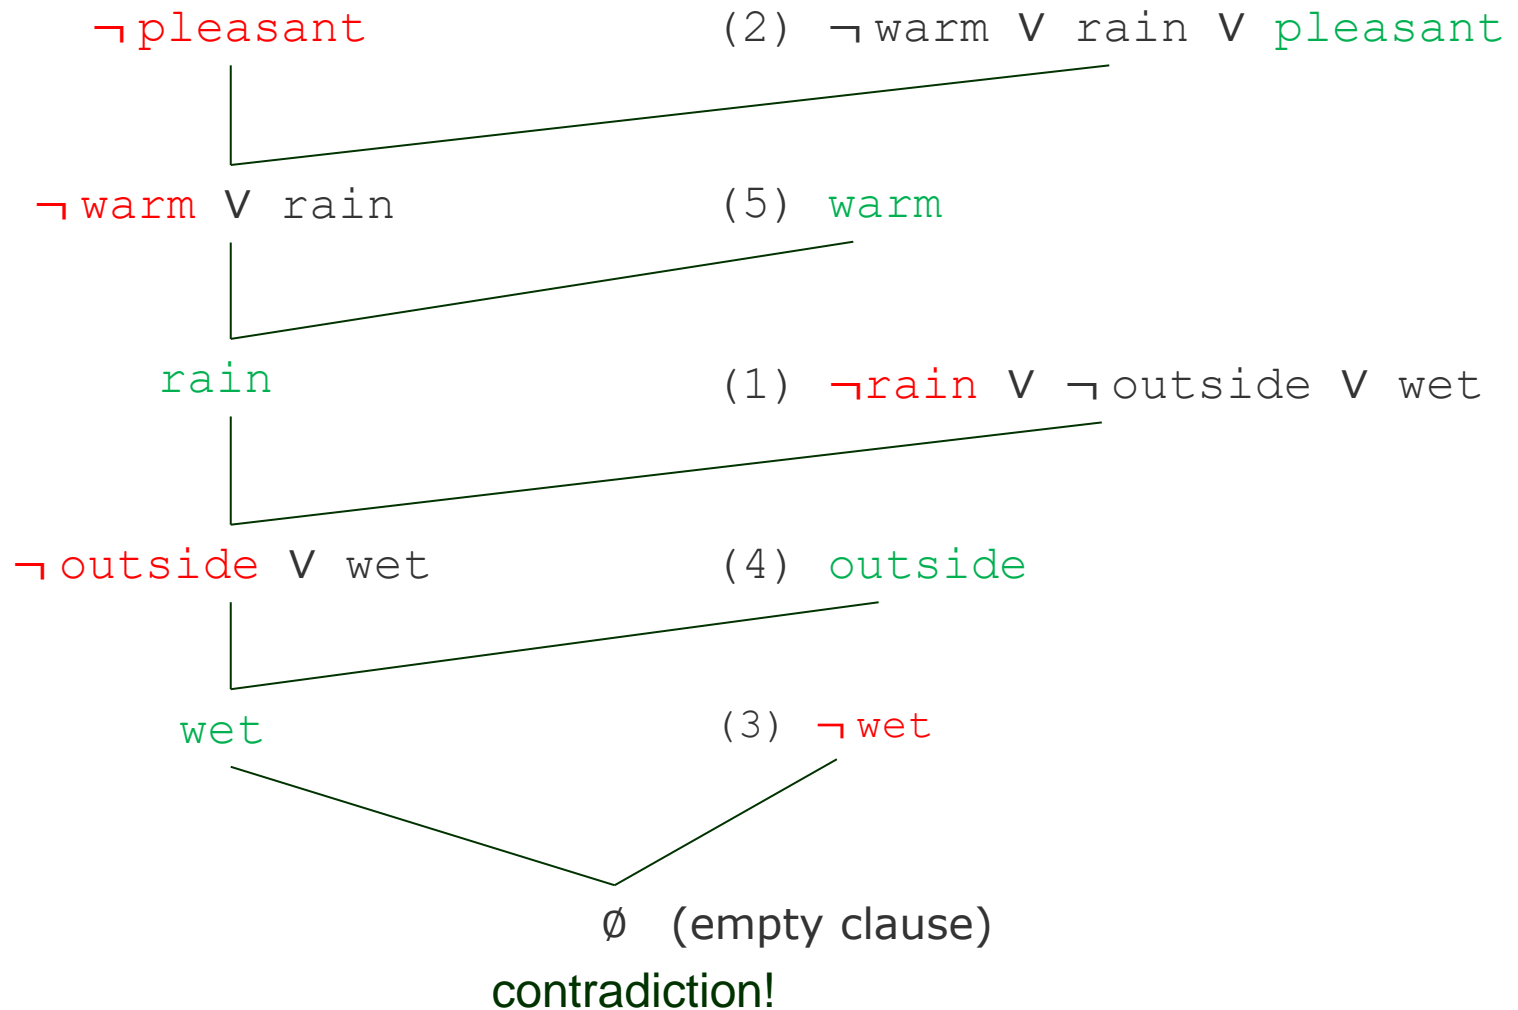 ¬ pleasant (2) ¬ warm V rain V pleasant
¬ warm V rain (5) warm
rain (1) ¬rain V ¬ outside V wet
¬ outside V wet (4) outside
wet (3) ¬ wet
Ø (empty clause)
contradiction!